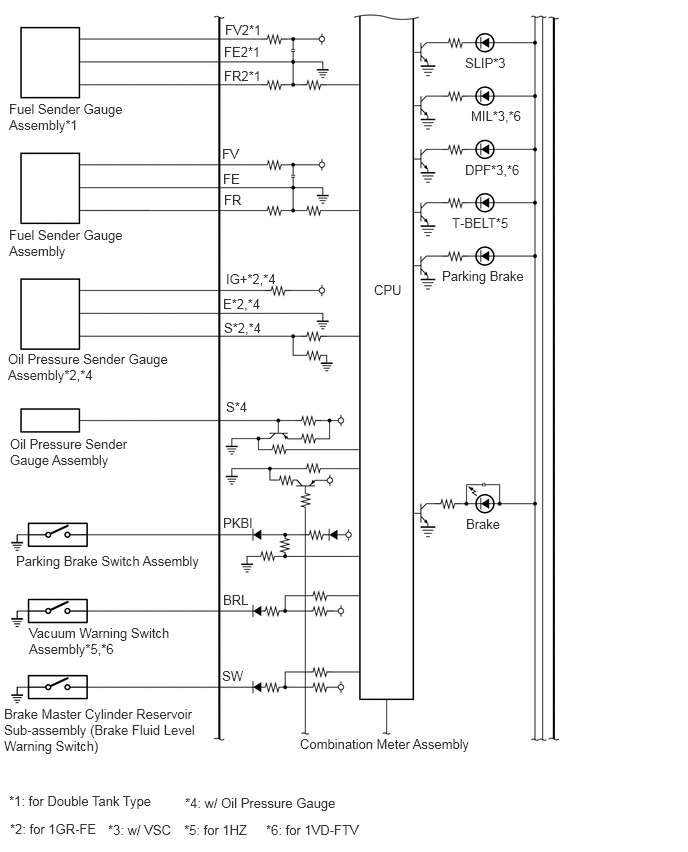 FV2*1
FE2*1
FR2*1
Fuel Sender Gauge
Assembly*1
FV
FE
FR
Fuel Sender Gauge
Assembly
IG+*2,*4
E*2,*4
S*2,*4
Oil Pressure Sender Gauge
Assembly*2,*4
S*4
Oil Pressure Sender
Gauge Assembly
PKBI
Parking Brake Switch Assembly
BRL
Vacuum Warning Switch
Assembly*5,*6
SW
Brake Master Cylinder Reservoir
Sub-assembly (Brake Fluid Level
Warning Switch)
CPU
SLIP*3
MIL*3,*6
DPF*3,*6
T-BELT*5
Parking Brake
Brake
Combination Meter Assembly
*1: for Double Tank Type
*4: w/ Oil Pressure Gauge
*2: for 1GR-FE
*3: w/ VSC
*5: for 1HZ
*6: for 1VD-FTV